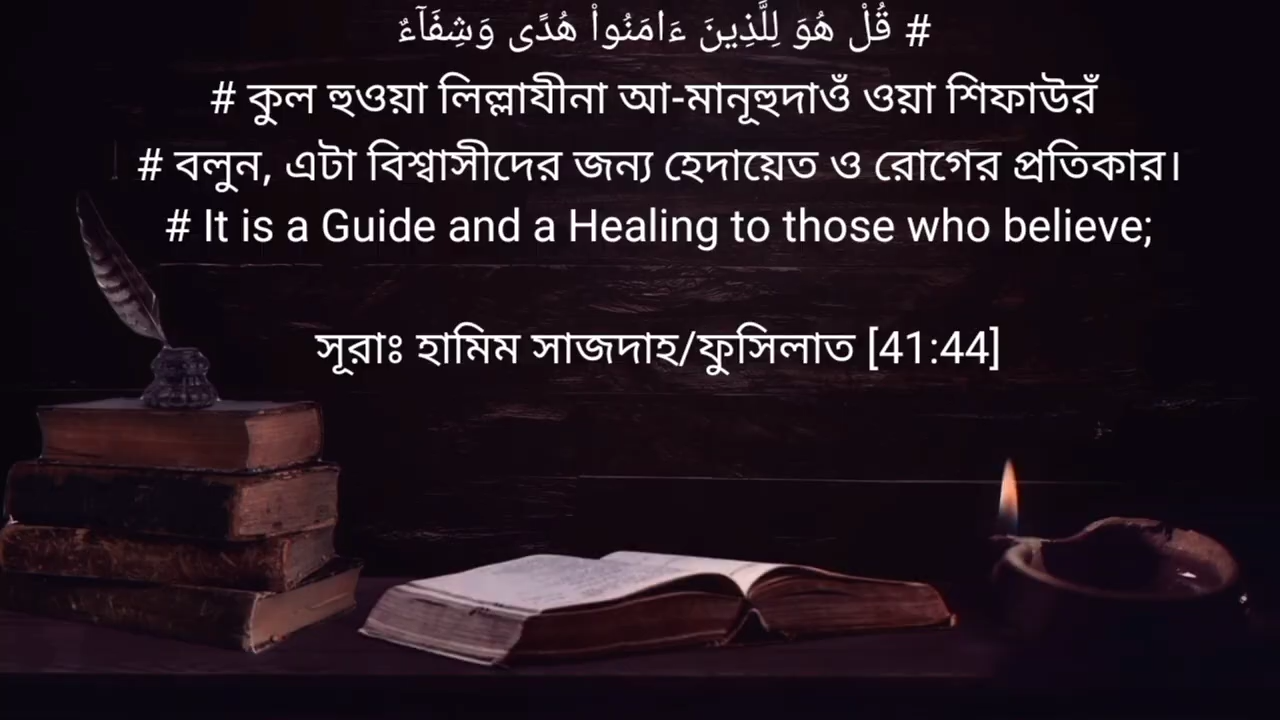 # قُلْ هُوَ لِلَّذِينَ ءَامَنُوا۟ هُدًى وَشِفَآءٌ
# কুল হুওয়া লিল্লাযীনা আ-মানূহুদাওঁ ওয়া শিফাউরঁ
# বলুন, এটা বিশ্বাসীদের জন্য হেদায়েত ও রোগের প্রতিকার।
# It is a Guide and a Healing to those who believe;
সূরাঃ হামিম সাজদাহ/ফুসিলাত [41:44]